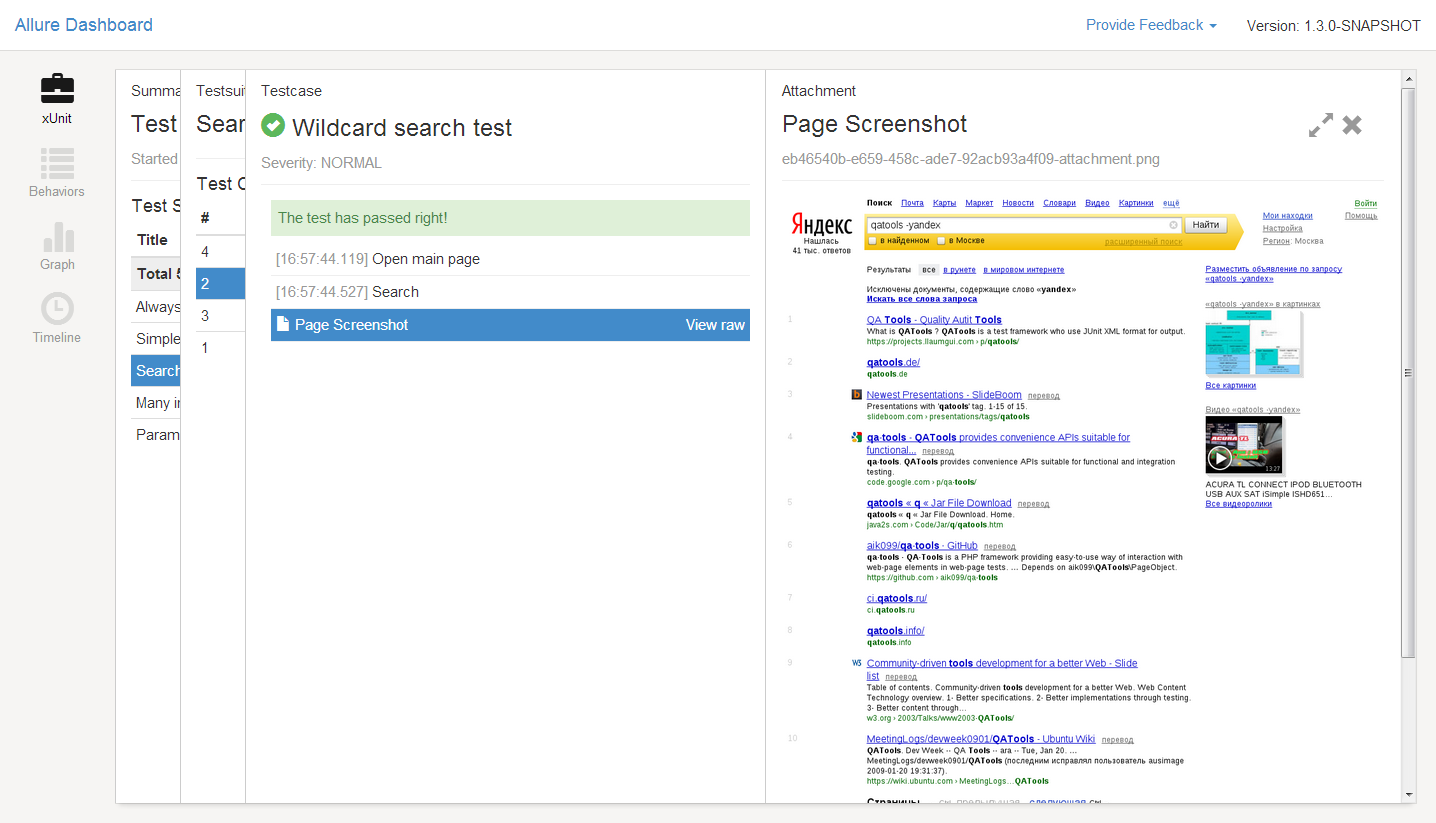 Allure Dashboard
Provide Feedback
Version: 1.3.0-SNAPSHOT
xUnit
Behaviors
Graph
Timeline
Summa
Test
Started
Test S
Title
Total 5
Always
Simple
Search
Many in
Param
Testsuit
Sear
Test C
#
4
2
3
1
Testcase
Wildcard search test
Severity: NORMAL
The test has passed right!
[16:57:44.119] Open main page
[16:57:44.527] Search
Page Screenshot View raw
Attachment
Page Screenshot
eb46540b-e659-458c-ade7-92acb93a4f09-attachment.png
Поиск Почта Карты Маркет Новости Словари Видео Картинки ещё
Войти
Яндекс
Нашлась
41 тыс. ответов
qatools -yandex
Найти
в найденном в Москве расширенный поиск
Мои находки
Помощь
Настройка
Регион: Москва
Результаты все в рунете в мировом интернете
Исключены документы, содержащие слово «yandex»
Искать все слова запроса
1 QA Tools - Quality Autit Tools
What is QATools ? QATools is a test framework who use JUnit XML format for output.
https://projects.llaumgui.com › p/qatools/
2 qatools.de/
qatools.de
3 Newest Presentations - SlideBoom перевод
Presentations with 'qatools' tag. 1-15 of 15.
slideboom.com › presentations/tags/qatools
4 qa-tools - QATools provides convenience APIs suitable for
functional... перевод
qa-tools. QATools provides convenience APIs suitable for functional and integration
testing.
code.google.com › p/qa-tools/
5 qatools « q « Jar File Download перевод
qatools « q « Jar File Download. Home.
java2s.com › Code/Jar/q/qatools.htm
6 aik099/qa-tools · GitHub перевод
qa-tools - QA-Tools is a PHP framework providing easy-to-use way of interaction with
web-page elements in web-page tests. ... Depends on aik099\QATools\PageObject.
https://github.com › aik099/qa-tools
7 ci.qatools.ru/
ci.qatools.ru
8 qatools.info/
qatools.info
9 W3 Community-driven tools development for a better Web - Slide
list перевод
Table of contents. Community-driven tools development for a better Web. Web Content
Technology overview. 1- Better specifications. 2- Better implementations through testing.
3- Better content through...
w3.org › 2003/Talks/www2003-QATools/
10 MeetingLogs/devweek0901/QATools - Ubuntu Wiki перевод
QATools. Dev Week -- QA Tools -- ara -- Tue, Jan 20. ...
MeetingLogs/devweek0901/QATools (последним исправлял пользователь ausimage
2009-01-20 19:31:37).
https://wiki.ubuntu.com › MeetingLogs...QATools
Страницы Ctrl предыдущая следующая Ctrl
Разместить объявление по запросу
«qatools -yandex»
«qatools -yandex» в картинках
Все картинки
Видео «qatools -yandex»
ACURA TL
13:27
ACURA TL CONNECT IPOD BLUETOOTH
USB AUX SAT iSimple ISHD651...
Все видеоролики